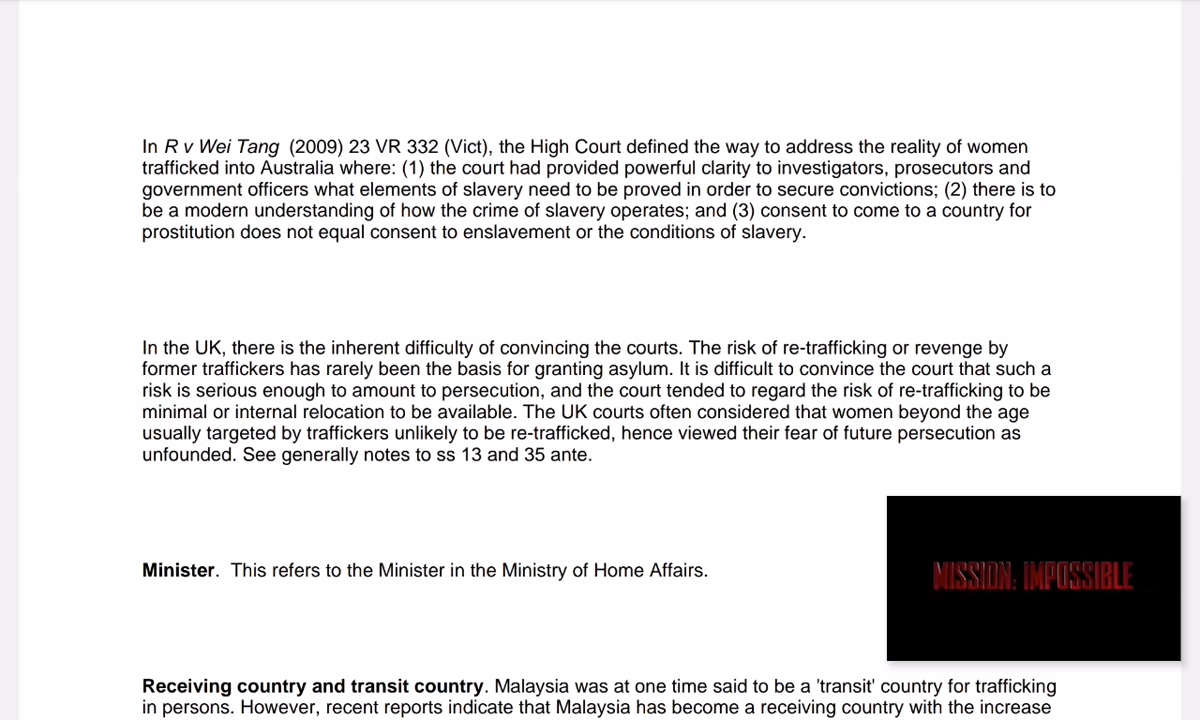 In R v Wei Tang (2009) 23 VR 332 (Vict), the High Court defined the way to address the reality of women
trafficked into Australia where: (1) the court had provided powerful clarity to investigators, prosecutors and
government officers what elements of slavery need to be proved in order to secure convictions; (2) there is to
be a modern understanding of how the crime of slavery operates; and (3) consent to come to a country for
prostitution does not equal consent to enslavement or the conditions of slavery.
In the UK, there is the inherent difficulty of convincing the courts. The risk of re-trafficking or revenge by
former traffickers has rarely been the basis for granting asylum. It is difficult to convince the court that such a
risk is serious enough to amount to persecution, and the court tended to regard the risk of re-trafficking to be
minimal or internal relocation to be available. The UK courts often considered that women beyond the age
usually targeted by traffickers unlikely to be re-trafficked, hence viewed their fear of future persecution as
unfounded. See generally notes to ss 13 and 35 ante.
Minister. This refers to the Minister in the Ministry of Home Affairs.
MISSION: IMPOSSIBLE
Receiving country and transit country. Malaysia was at one time said to be a 'transit' country for trafficking
in persons. However, recent reports indicate that Malaysia has become a receiving country with the increase